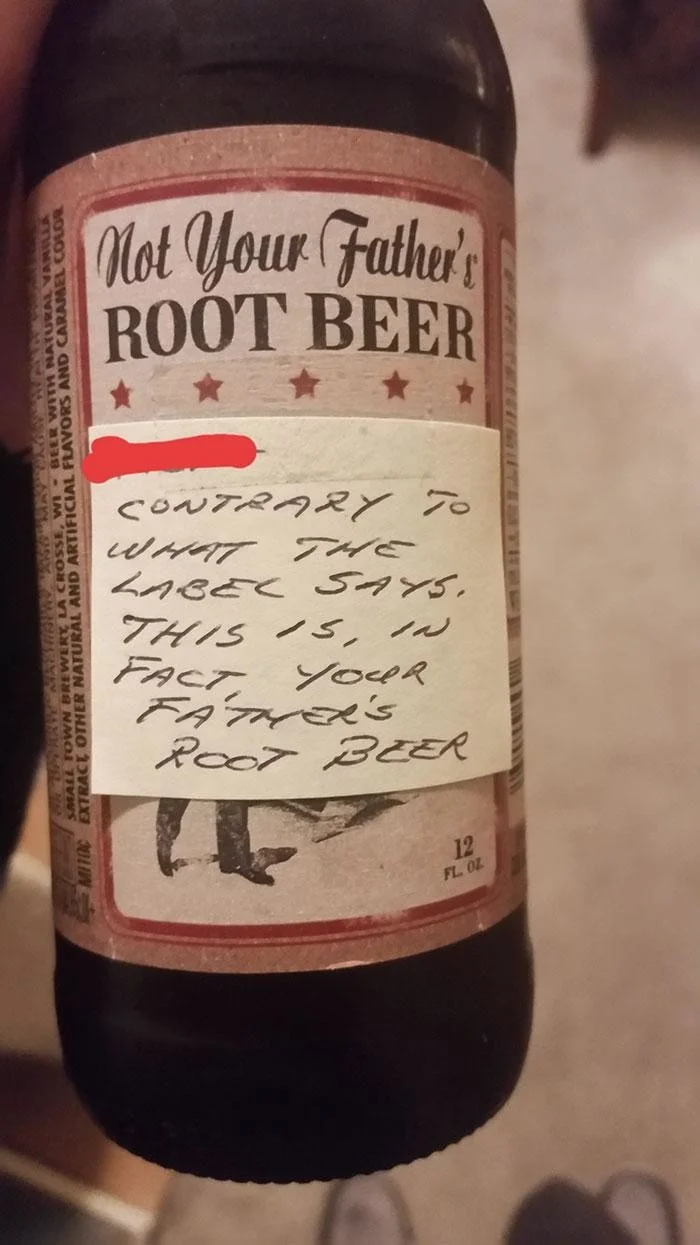 Not Your Father's
ROOT BEER
CONTRARY TO
WHAT THE
LABEL SAYS.
THIS IS, IN
FACT, YOUR
FATHER'S
ROOT BEER
12
FL. OZ.
SMALL TOWN BREWERY, LA CROSSE, WI • BEER WITH NATURAL VANILLA
EXTRACT, OTHER NATURAL AND ARTIFICIAL FLAVORS AND CARAMEL COLOR